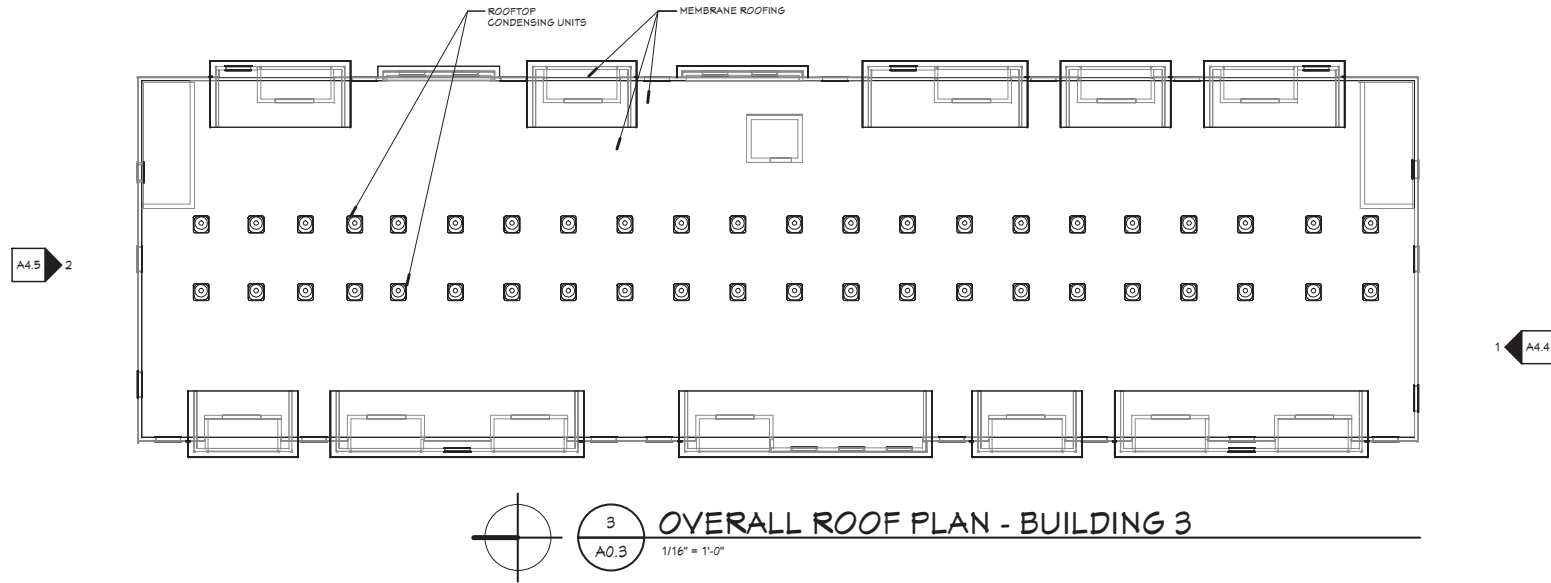 ROOFTOP
CONDENSING UNITS
MEMBRANE ROOFING
A4.5
2
1
A4.4
3
A0.3
OVERALL ROOF PLAN - BUILDING 3
1/16" = 1'-0"